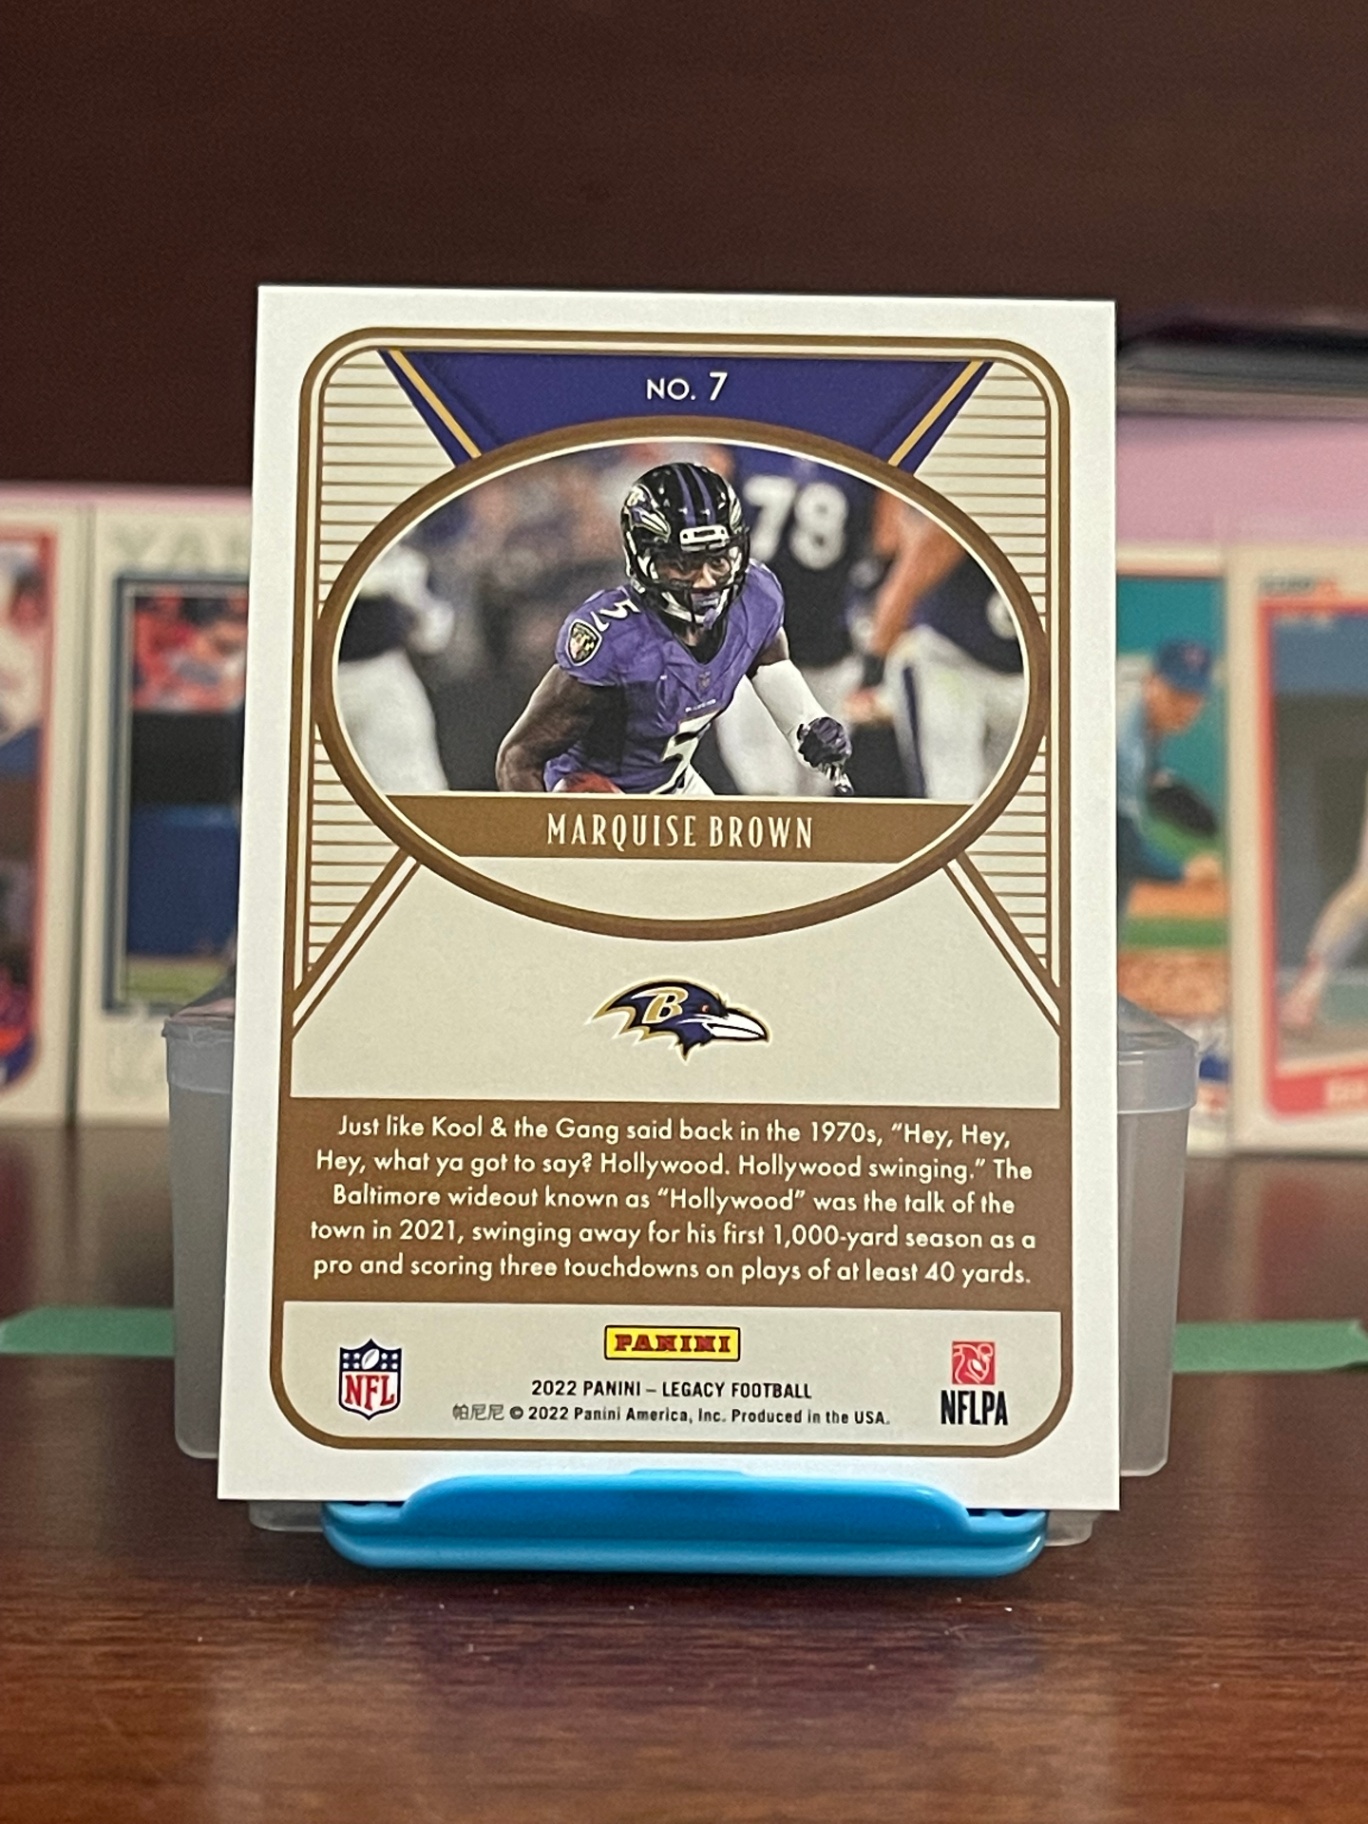 NO. 7
78
5
5
MARQUISE BROWN
B
Just like Kool & the Gang said back in the 1970s, “Hey, Hey,
Hey, what ya got to say? Hollywood. Hollywood swinging.” The
Baltimore wideout known as “Hollywood” was the talk of the
town in 2021, swinging away for his first 1,000-yard season as a
pro and scoring three touchdowns on plays of at least 40 yards.
PANINI
NFL
2022 PANINI – LEGACY FOOTBALL
帕尼尼 © 2022 Panini America, Inc. Produced in the USA.
NFLPA